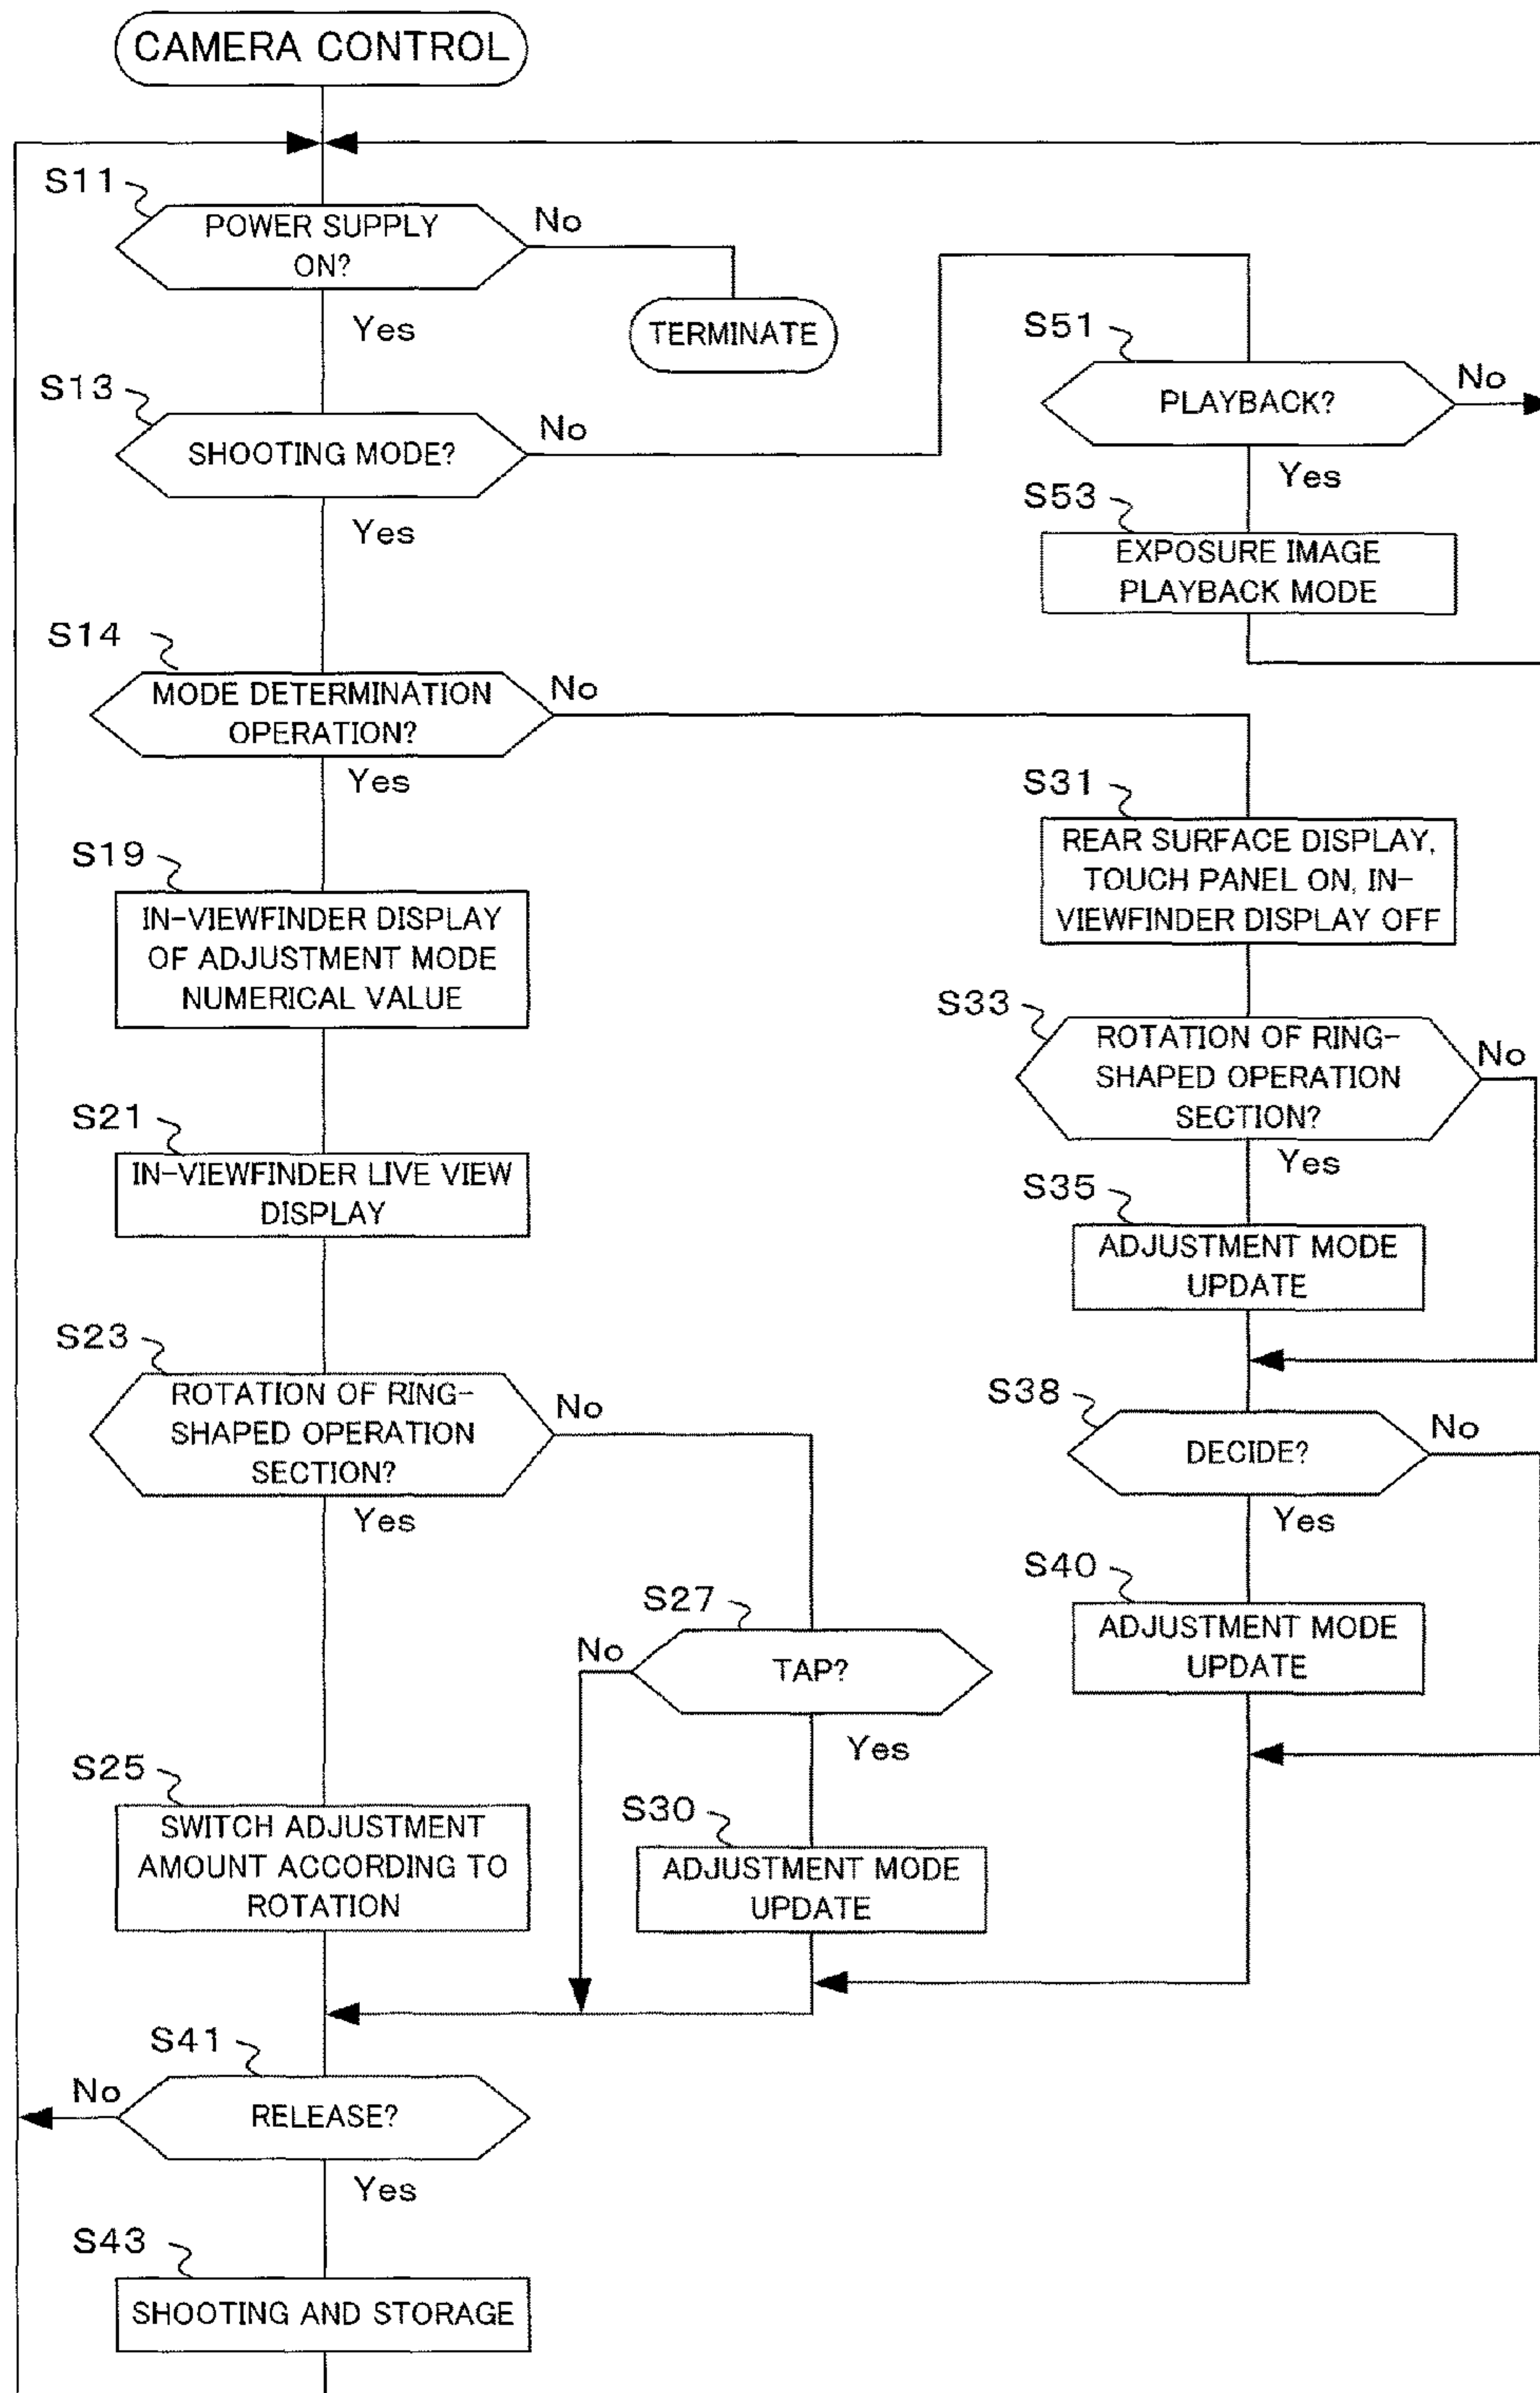 CAMERA CONTROL
S11
POWER SUPPLY
ON?
No
Yes
TERMINATE
S13
SHOOTING MODE?
No
Yes
S51
PLAYBACK?
No
Yes
S53
EXPOSURE IMAGE
PLAYBACK MODE
S14
MODE DETERMINATION
OPERATION?
No
Yes
S19
IN-VIEWFINDER DISPLAY
OF ADJUSTMENT MODE
NUMERICAL VALUE
S21
IN-VIEWFINDER LIVE VIEW
DISPLAY
S23
ROTATION OF RING-
SHAPED OPERATION
SECTION?
No
Yes
S27
TAP?
No
Yes
S30
ADJUSTMENT MODE
UPDATE
S25
SWITCH ADJUSTMENT
AMOUNT ACCORDING TO
ROTATION
S31
REAR SURFACE DISPLAY,
TOUCH PANEL ON, IN-
VIEWFINDER DISPLAY OFF
S33
ROTATION OF RING-
SHAPED OPERATION
SECTION?
No
Yes
S35
ADJUSTMENT MODE
UPDATE
S38
DECIDE?
No
Yes
S40
ADJUSTMENT MODE
UPDATE
S41
RELEASE?
No
Yes
S43
SHOOTING AND STORAGE